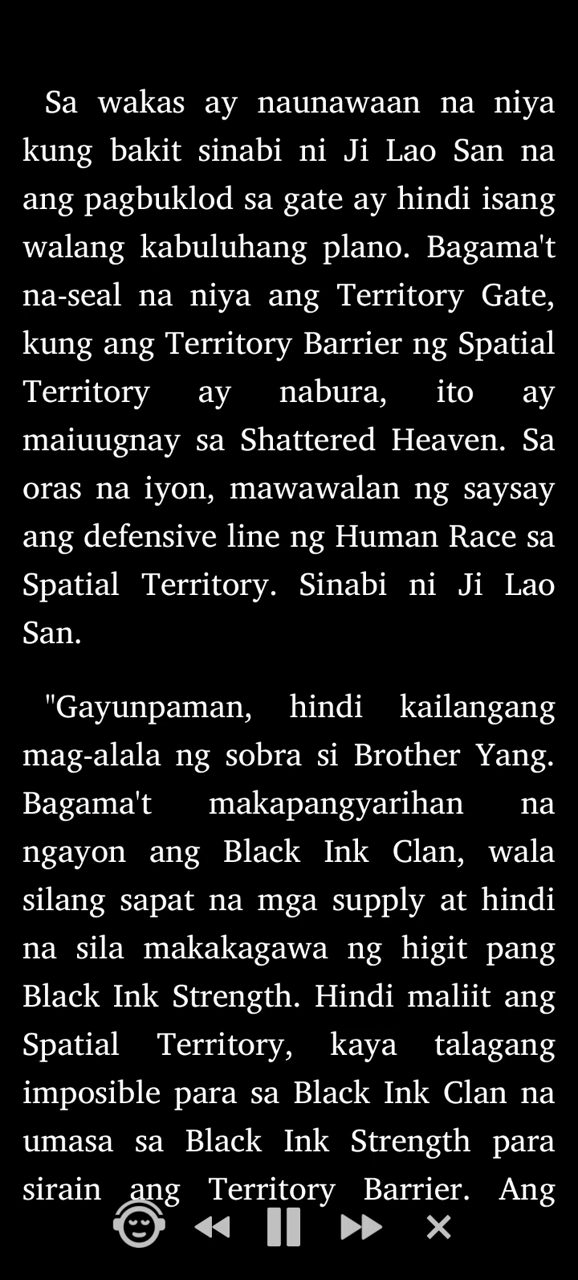 Sa wakas ay naunawaan na niya
kung bakit sinabi ni Ji Lao San na
ang pagbuklod sa gate ay hindi isang
walang kabuluhang plano. Bagama't
na-seal na niya ang Territory Gate,
kung ang Territory Barrier ng Spatial
Territory ay nabura, ito ay
maiuugnay sa Shattered Heaven. Sa
oras na iyon, mawawalan ng saysay
ang defensive line ng Human Race sa
Spatial Territory. Sinabi ni Ji Lao
San.
"Gayunpaman, hindi kailangang
mag-alala ng sobra si Brother Yang.
Bagama't makapangyarihan na
ngayon ang Black Ink Clan, wala
silang sapat na mga supply at hindi
na sila makakagawa ng higit pang
Black Ink Strength. Hindi maliit ang
Spatial Territory, kaya talagang
imposible para sa Black Ink Clan na
umasa sa Black Ink Strength para
sirain ang Territory Barrier. Ang